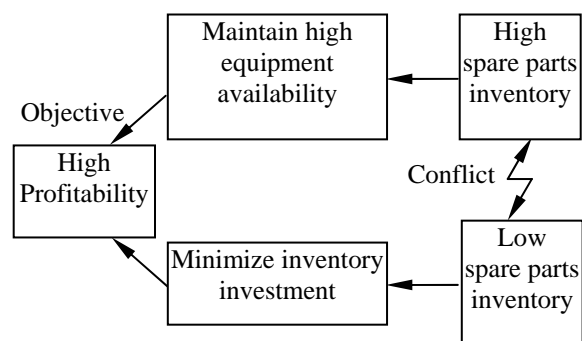 Maintain high
equipment
availability
High
spare parts
inventory
Objective
High
Profitability
Conflict
Minimize inventory
investment
Low
spare parts
inventory